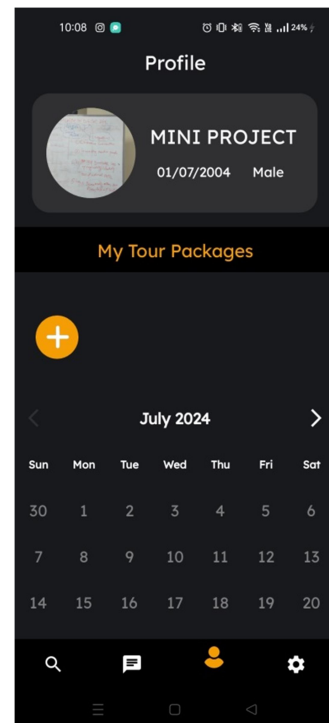 10:08 24%
Profile
MINI PROJECT
01/07/2004 Male
My Tour Packages
July 2024
Sun Mon Tue Wed Thu Fri Sat
30 1 2 3 4 5 6
7 8 9 10 11 12 13
14 15 16 17 18 19 20